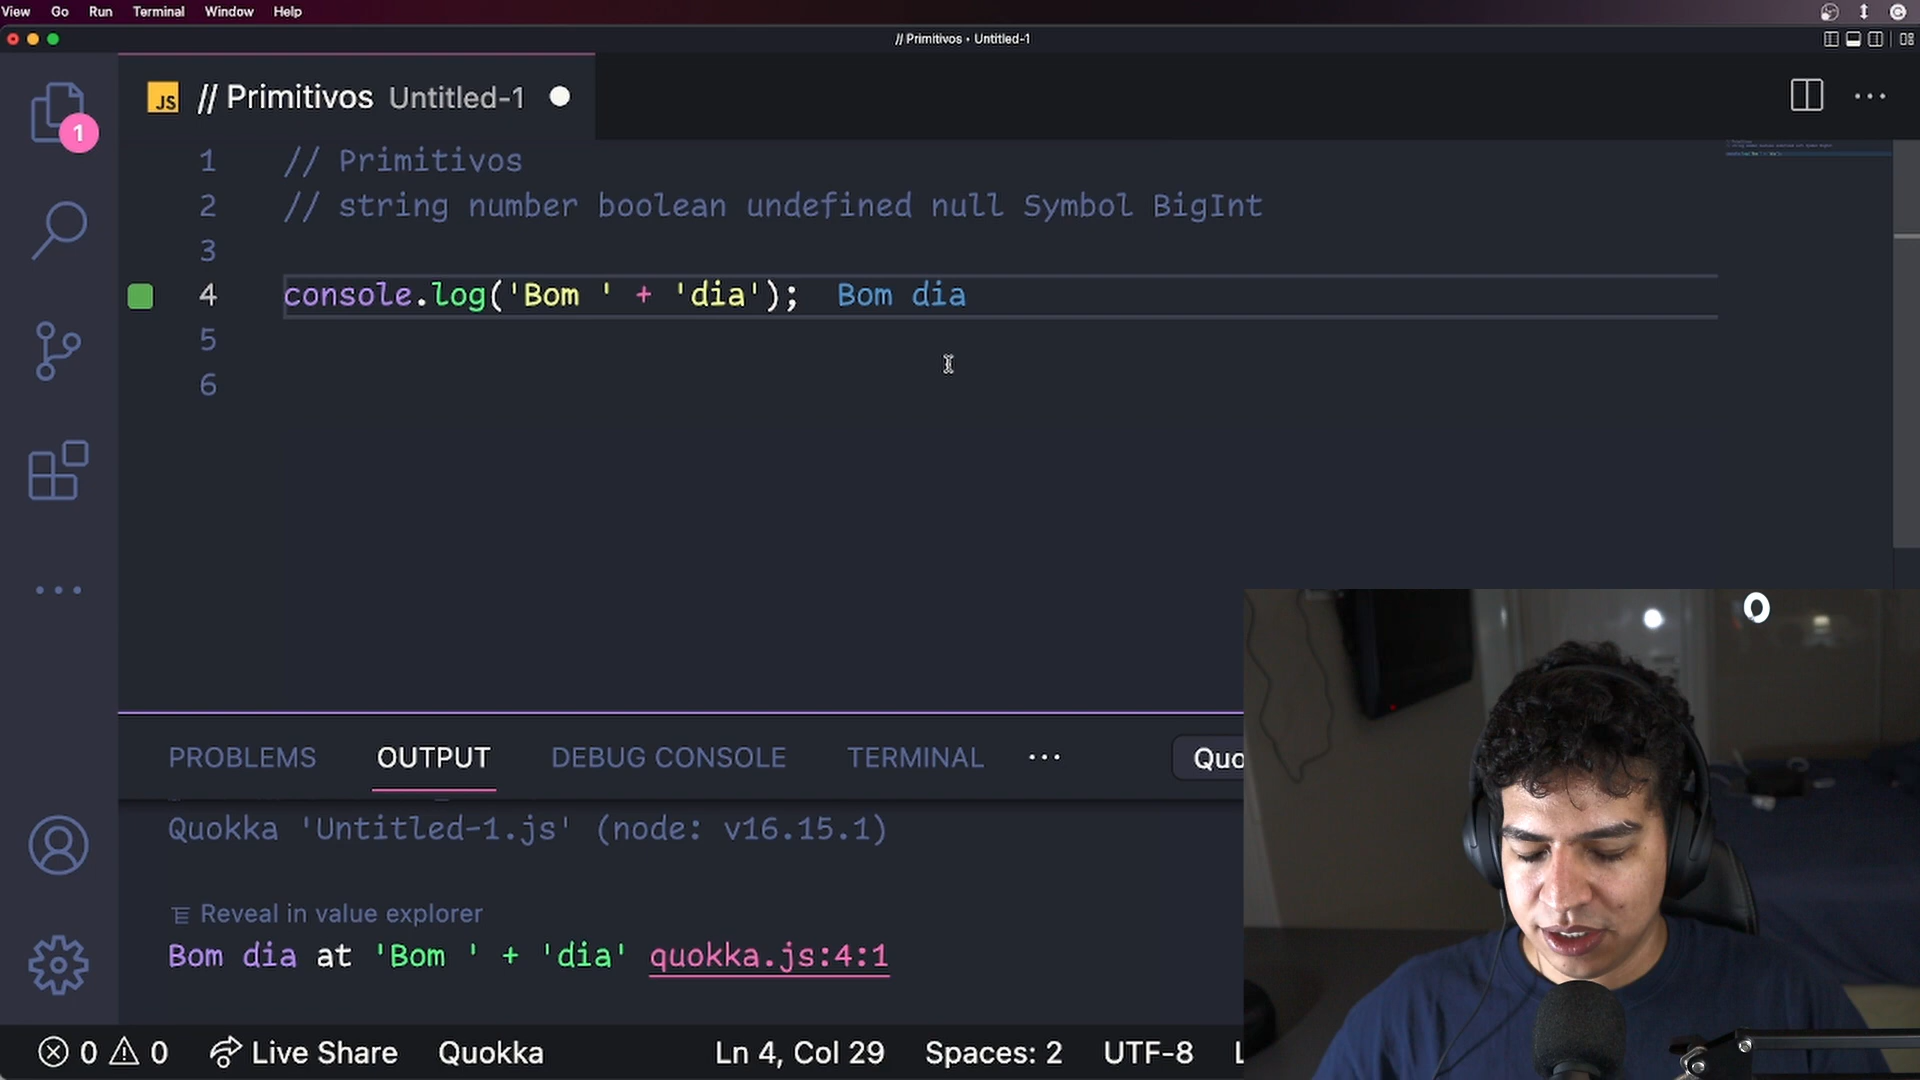 View Go Run Terminal Window Help
// Primitivos • Untitled-1
JS // Primitivos Untitled-1
1
1 // Primitivos
2 // string number boolean undefined null Symbol BigInt
3
4 console.log('Bom ' + 'dia'); Bom dia
5
6
PROBLEMS OUTPUT DEBUG CONSOLE TERMINAL ··· Quo
Quokka 'Untitled-1.js' (node: v16.15.1)
Reveal in value explorer
Bom dia at 'Bom ' + 'dia' quokka.js:4:1
0 0 Live Share Quokka Ln 4, Col 29 Spaces: 2 UTF-8 L